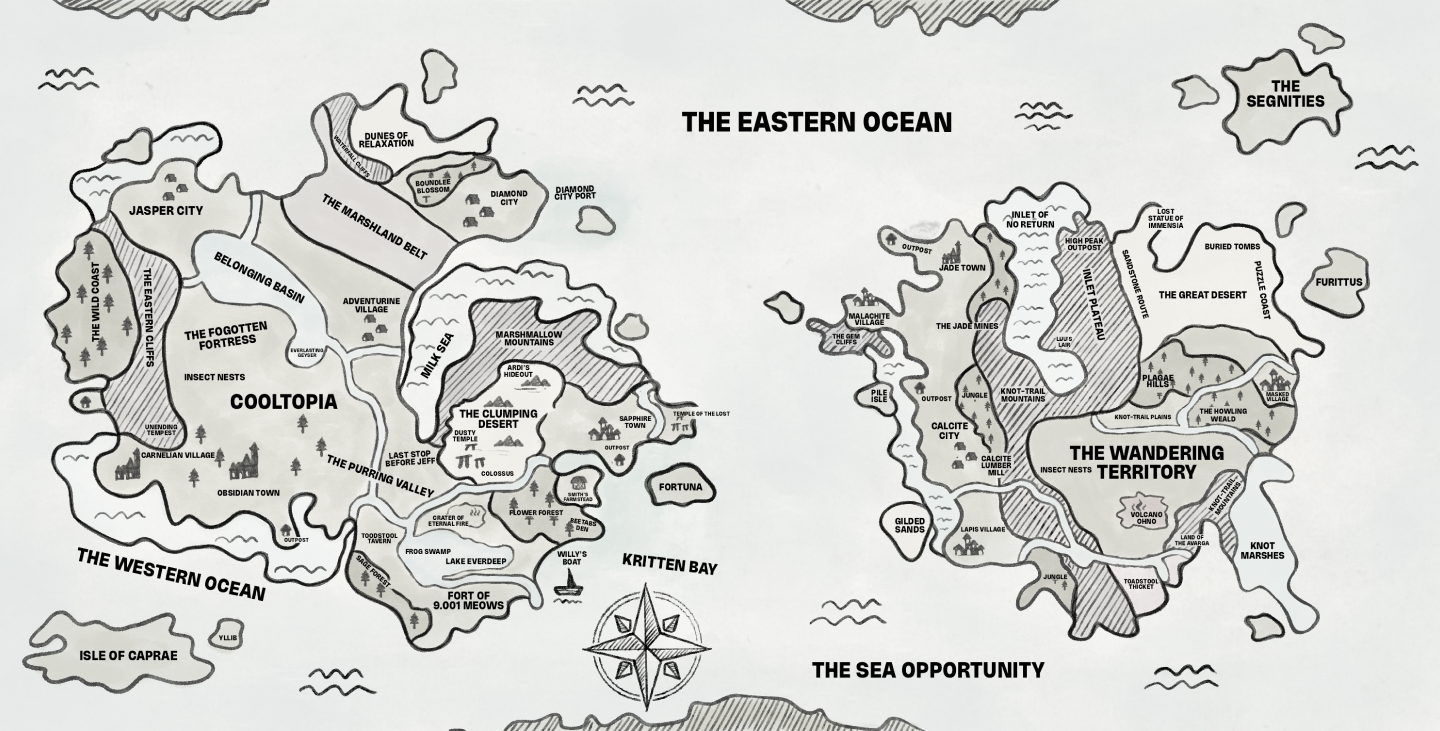 THE EASTERN OCEAN
THE
SEGNITIES
DUNES OF
RELAXATION
WATERFALL CLIFFS
BOUNDLEE
BLOSSOM
DIAMOND
CITY
DIAMOND
CITY PORT
JASPER CITY
THE MARSHLAND BELT
BELONGING BASIN
THE WILD COAST
THE EASTERN CLIFFS
ADVENTURINE
VILLAGE
THE FOGOTTEN
FORTRESS
EVERLASTING
GEYSER
MILK SEA
MARSHMALLOW
MOUNTAINS
ARDI'S
HIDEOUT
INSECT NESTS
COOLTOPIA
THE CLUMPING
DESERT
DUSTY
TEMPLE
SAPPHIRE
TOWN
TEMPLE OF THE LOST
OUTPOST
UNENDING
TEMPEST
CARNELIAN VILLAGE
OBSIDIAN TOWN
LAST STOP
BEFORE JEFF
THE PURRING VALLEY
COLOSSUS
SMITH'S
FARMSTEAD
FORTUNA
FLOWER FOREST
BEETABS
DEN
CRATER OF
ETERNAL FIRE
OUTPOST
TOODSTOOL
TAVERN
FROG SWAMP
LAKE EVERDEEP
SAGE FOREST
FORT OF
9.001 MEOWS
WILLY'S
BOAT
KRITTEN BAY
THE WESTERN OCEAN
ISLE OF CAPRAE
YLLIB
INLET OF
NO RETURN
LOST
STATUE OF
IMMENSIA
OUTPOST
JADE TOWN
HIGH PEAK
OUTPOST
BURIED TOMBS
SANDSTONE ROUTE
PUZZLE COAST
THE GREAT DESERT
FURITTUS
INLET PLATEAU
MALACHITE
VILLAGE
THE GEM
CLIFFS
THE JADE MINES
LUU'S
LAIR
PLAGAE
HILLS
MASKED
VILLAGE
PILE
ISLE
OUTPOST
JUNGLE
KNOT-TRAIL
MOUNTAINS
KNOT-TRAIL PLAINS
THE HOWLING
WEALD
CALCITE
CITY
THE WANDERING
TERRITORY
CALCITE
LUMBER
MILL
INSECT NESTS
KNOT-TRAIL
MOUNTAINS
VOLCANO
OHNO
GILDED
SANDS
LAPIS VILLAGE
LAND OF
THE AVARGA
KNOT
MARSHES
JUNGLE
TOADSTOOL
THICKET
THE SEA OPPORTUNITY